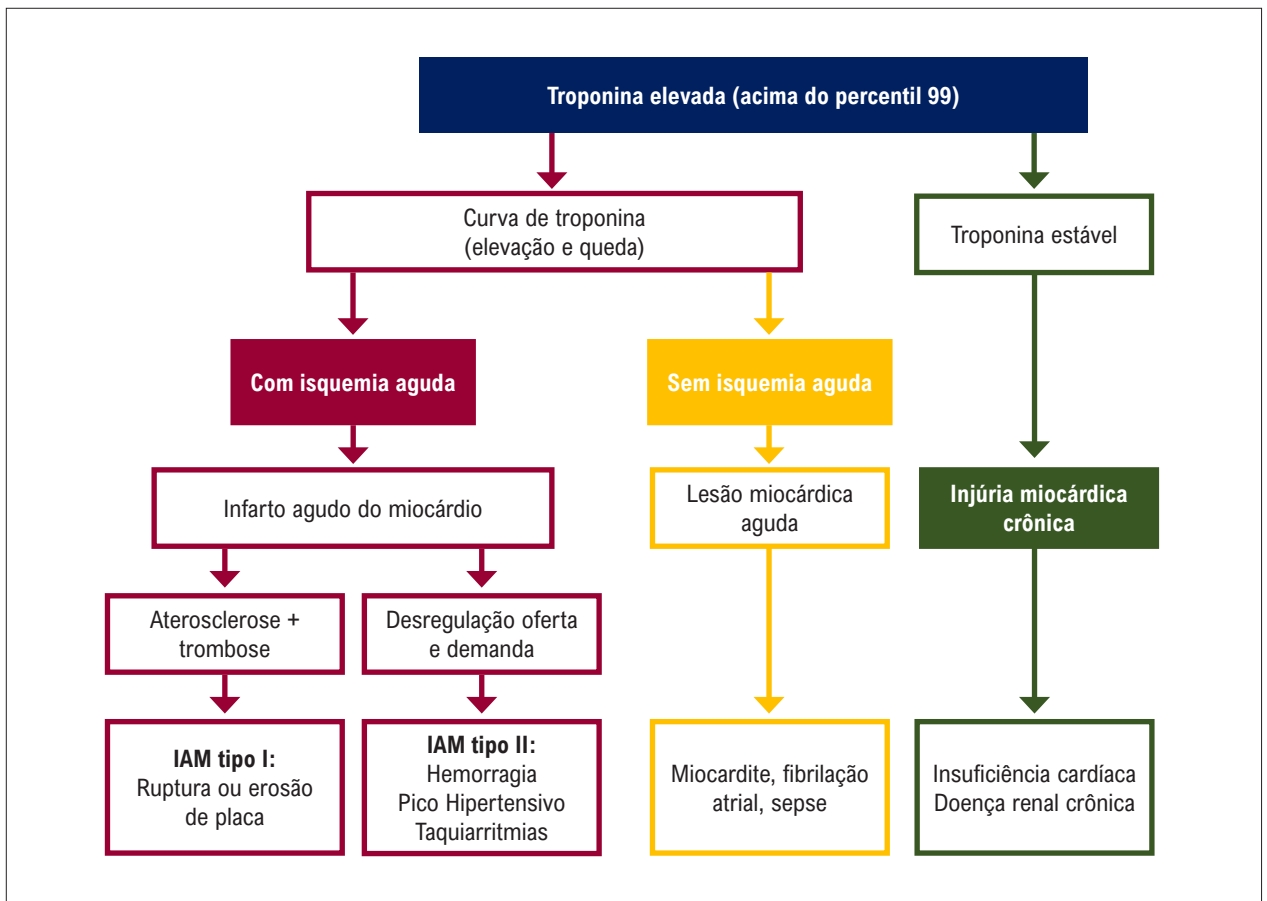 Troponina elevada (acima do percentil 99)
Curva de troponina
(elevação e queda)
Troponina estável
Com isquemia aguda
Sem isquemia aguda
Infarto agudo do miocárdio
Lesão miocárdica
aguda
Injúria miocárdica
crônica
Aterosclerose +
trombose
Desregulação oferta
e demanda
IAM tipo I:
Ruptura ou erosão
de placa
IAM tipo II:
Hemorragia
Pico Hipertensivo
Taquiarritmias
Miocardite, fibrilação
atrial, sepse
Insuficiência cardíaca
Doença renal crônica